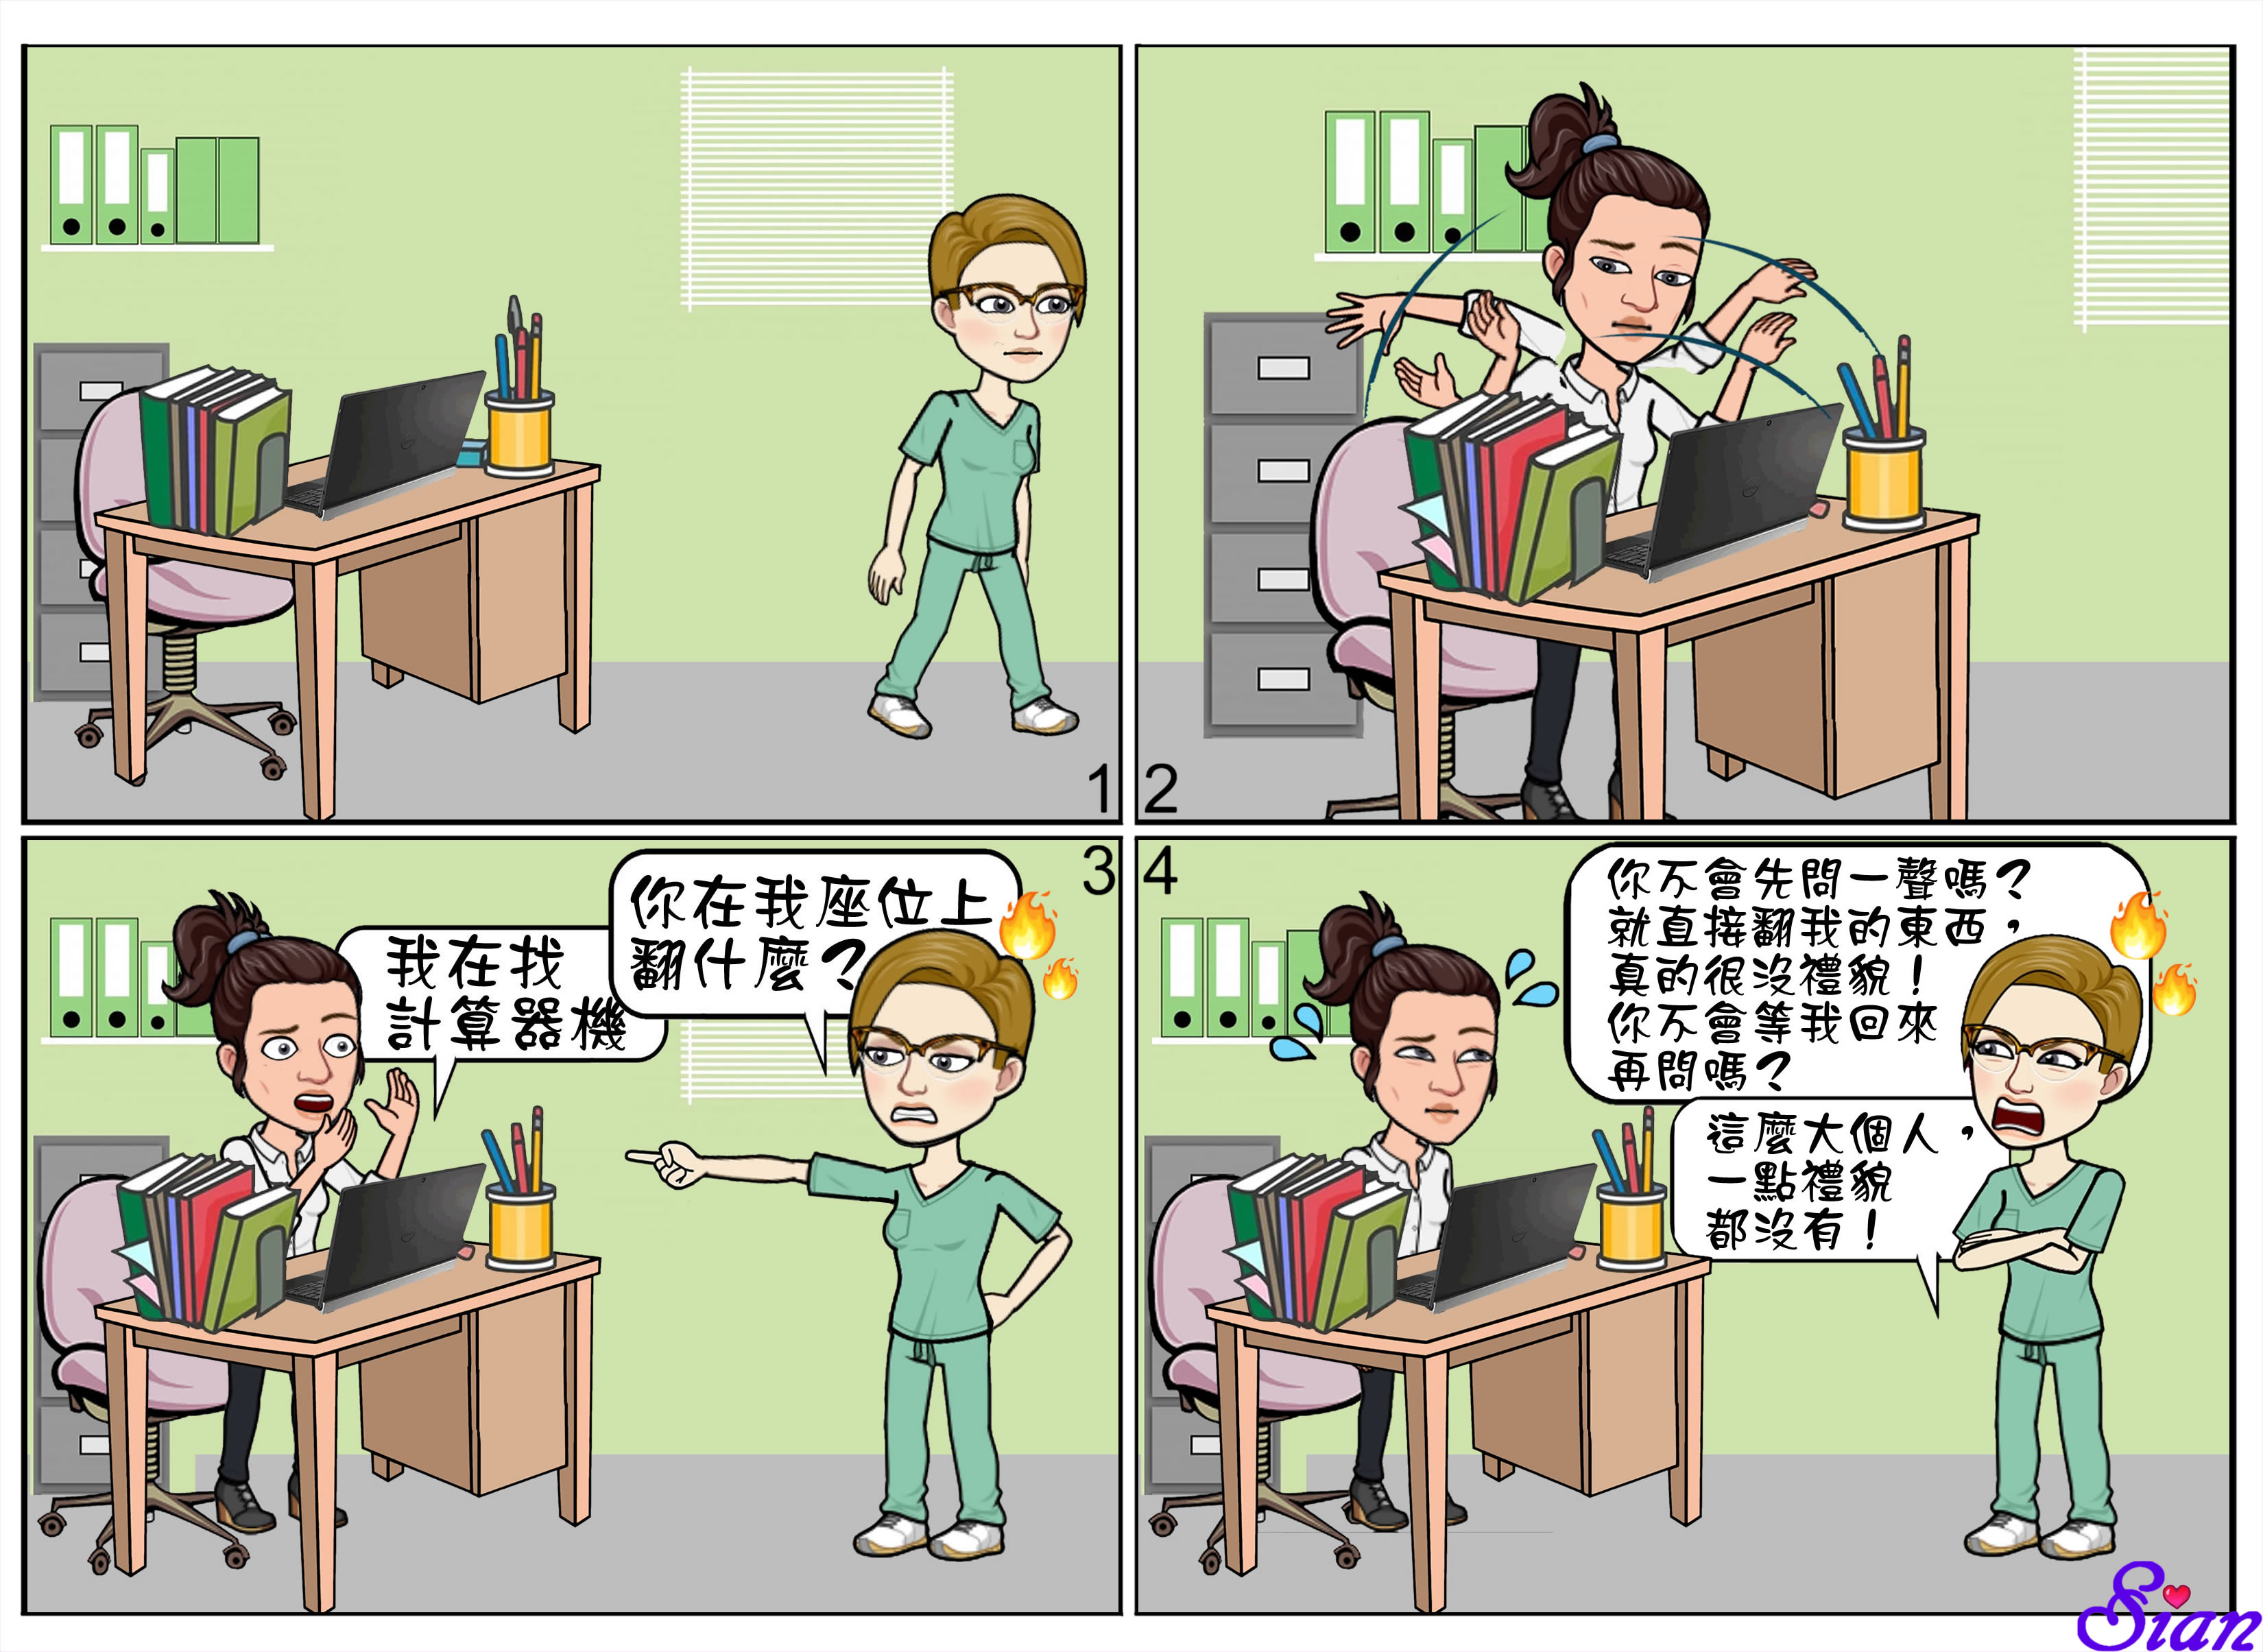 1
2
3
你在我座位上
翻什麼?
我在找
計算器機
4
你不會先問一聲嗎?
就直接翻我的東西,
真的很沒禮貌!
你不會等我回來
再問嗎?
這麼大個人,
一點禮貌
都沒有!
Sian